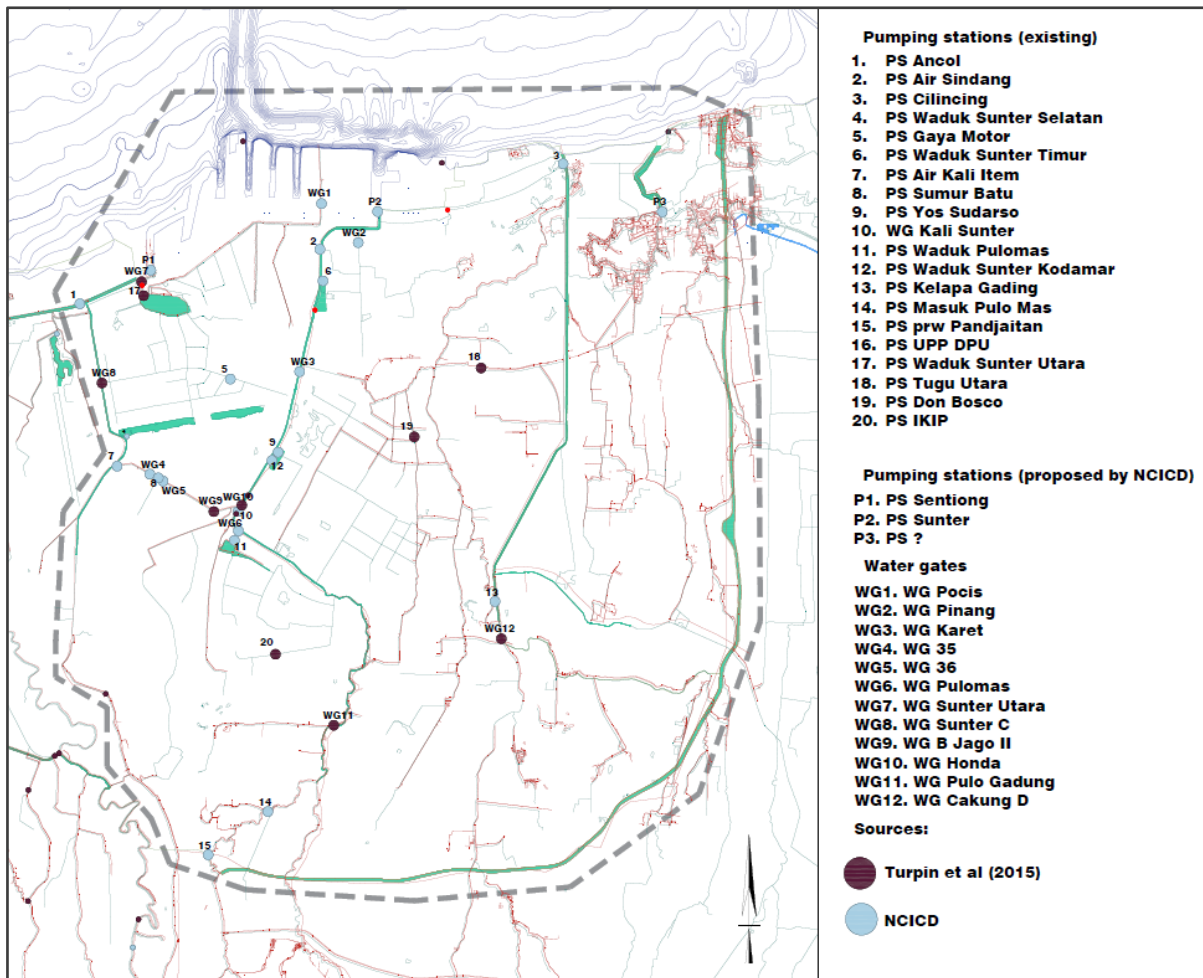 WG1
P2
WG2
2
6
3
P3
P1
WG7
17
1
WG3
WG8
5
18
19
9
12
7
WG4
8
WG5
WG9
WG10
10
WG6
11
13
WG12
20
WG11
14
15
Pumping stations (existing)
1. PS Ancol
2. PS Air Sindang
3. PS Cilincing
4. PS Waduk Sunter Selatan
5. PS Gaya Motor
6. PS Waduk Sunter Timur
7. PS Air Kali Item
8. PS Sumur Batu
9. PS Yos Sudarso
10. WG Kali Sunter
11. PS Waduk Pulomas
12. PS Waduk Sunter Kodamar
13. PS Kelapa Gading
14. PS Masuk Pulo Mas
15. PS prw Pandjaitan
16. PS UPP DPU
17. PS Waduk Sunter Utara
18. PS Tugu Utara
19. PS Don Bosco
20. PS IKIP
Pumping stations (proposed by NCICD)
P1. PS Sentiong
P2. PS Sunter
P3. PS ?
Water gates
WG1. WG Pocis
WG2. WG Pinang
WG3. WG Karet
WG4. WG 35
WG5. WG 36
WG6. WG Pulomas
WG7. WG Sunter Utara
WG8. WG Sunter C
WG9. WG B Jago II
WG10. WG Honda
WG11. WG Pulo Gadung
WG12. WG Cakung D
Sources:
Turpin et al (2015)
NCICD